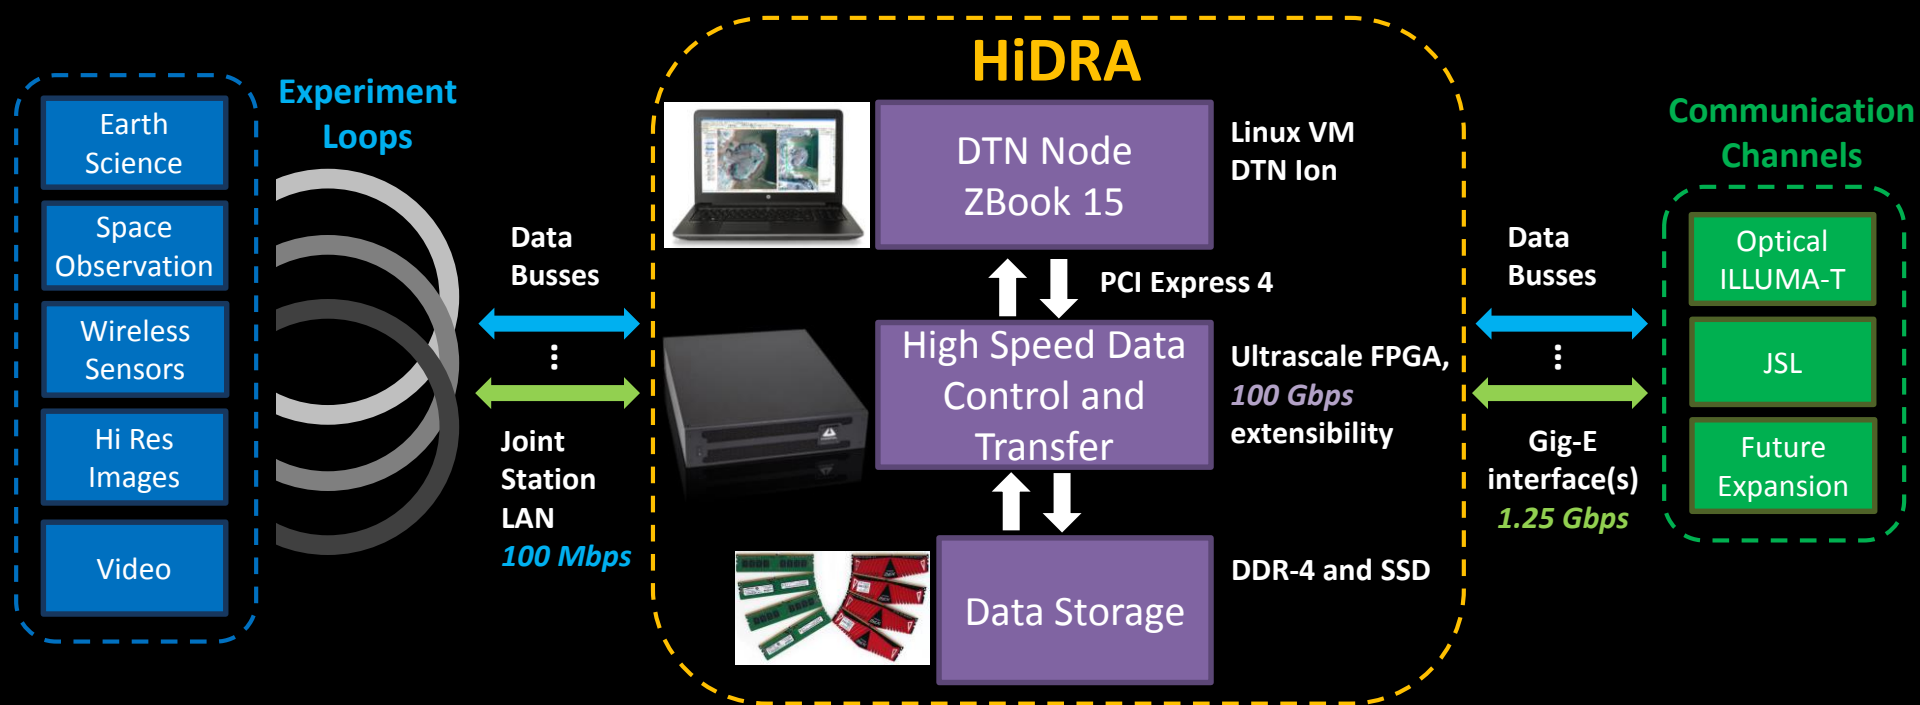 HiDRA
Experiment
Loops
Earth
Science
Space
Observation
Wireless
Sensors
Hi Res
Images
Video
Data
Busses
Joint
Station
LAN
100 Mbps
DTN Node
ZBook 15
Linux VM
DTN Ion
PCI Express 4
High Speed Data
Control and
Transfer
Ultrascale FPGA,
100 Gbps
extensibility
Data Storage
DDR-4 and SSD
Data
Busses
Gig-E
interface(s)
1.25 Gbps
Communication
Channels
Optical
ILLUMA-T
JSL
Future
Expansion